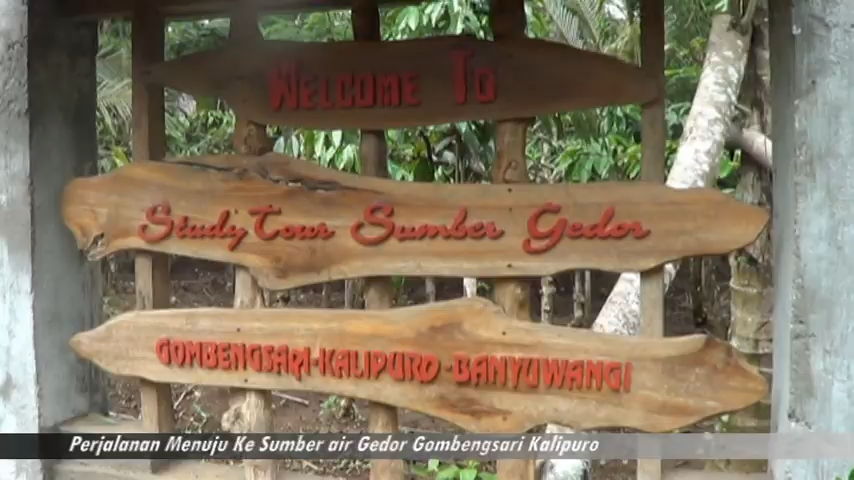 WELCOME TO
Study Tour Sumber Gedor
GOMBENGSARI-KALIPURO-BANYUWANGI
Perjalanan Menuju Ke Sumber air Gedor Gombengsari Kalipuro